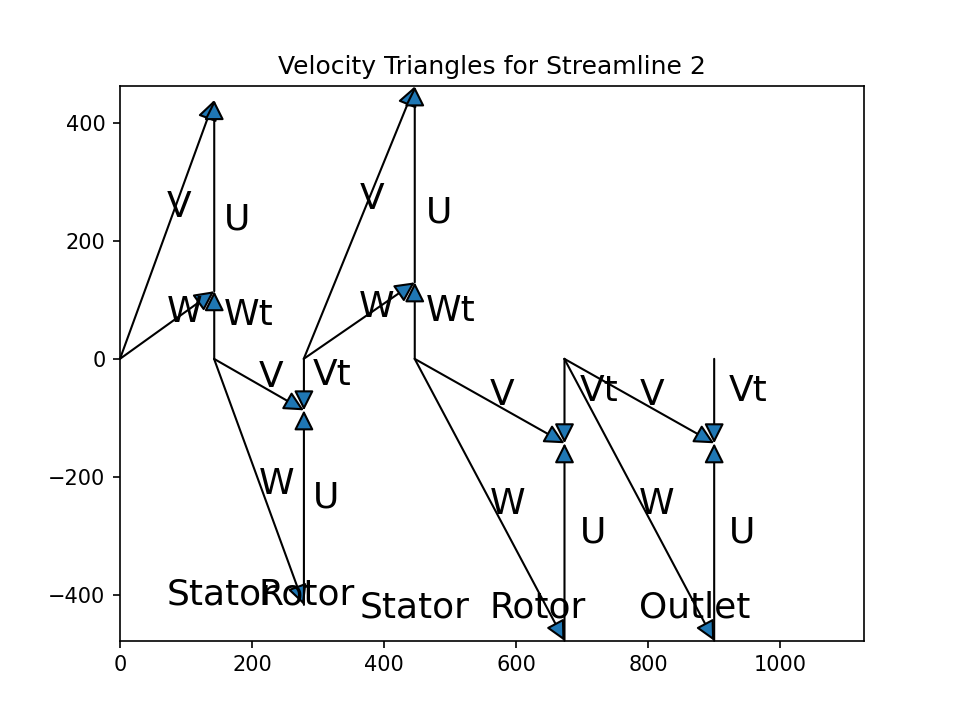 Velocity Triangles for Streamline 2
400
200
0
−200
−400
V
U
W
Wt
V
Vt
W
U
V
U
W
Wt
V
Vt
W
U
V
Vt
W
U
Stator
Rotor
Stator
Rotor
Outlet
0
200
400
600
800
1000